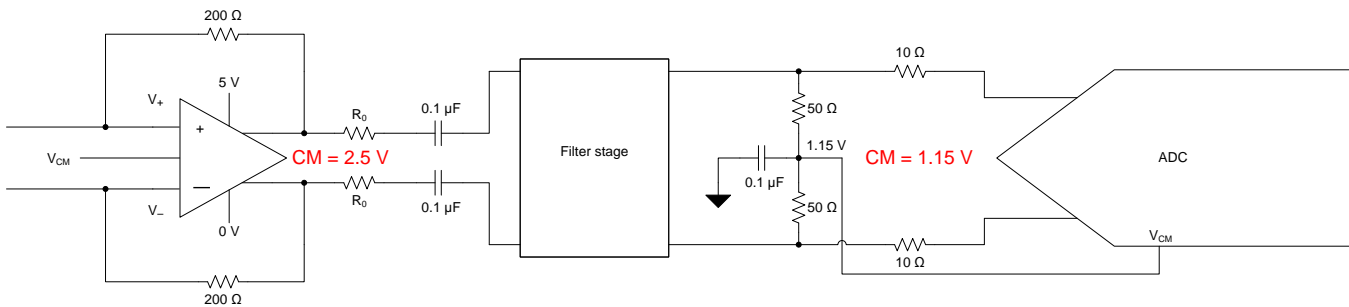 200 Ω
5 V
V+
+
VCM
CM = 2.5 V
–
V–
0 V
200 Ω
R0
0.1 µF
R0
0.1 µF
Filter stage
10 Ω
50 Ω
1.15 V
0.1 µF
50 Ω
CM = 1.15 V
10 Ω
ADC
VCM